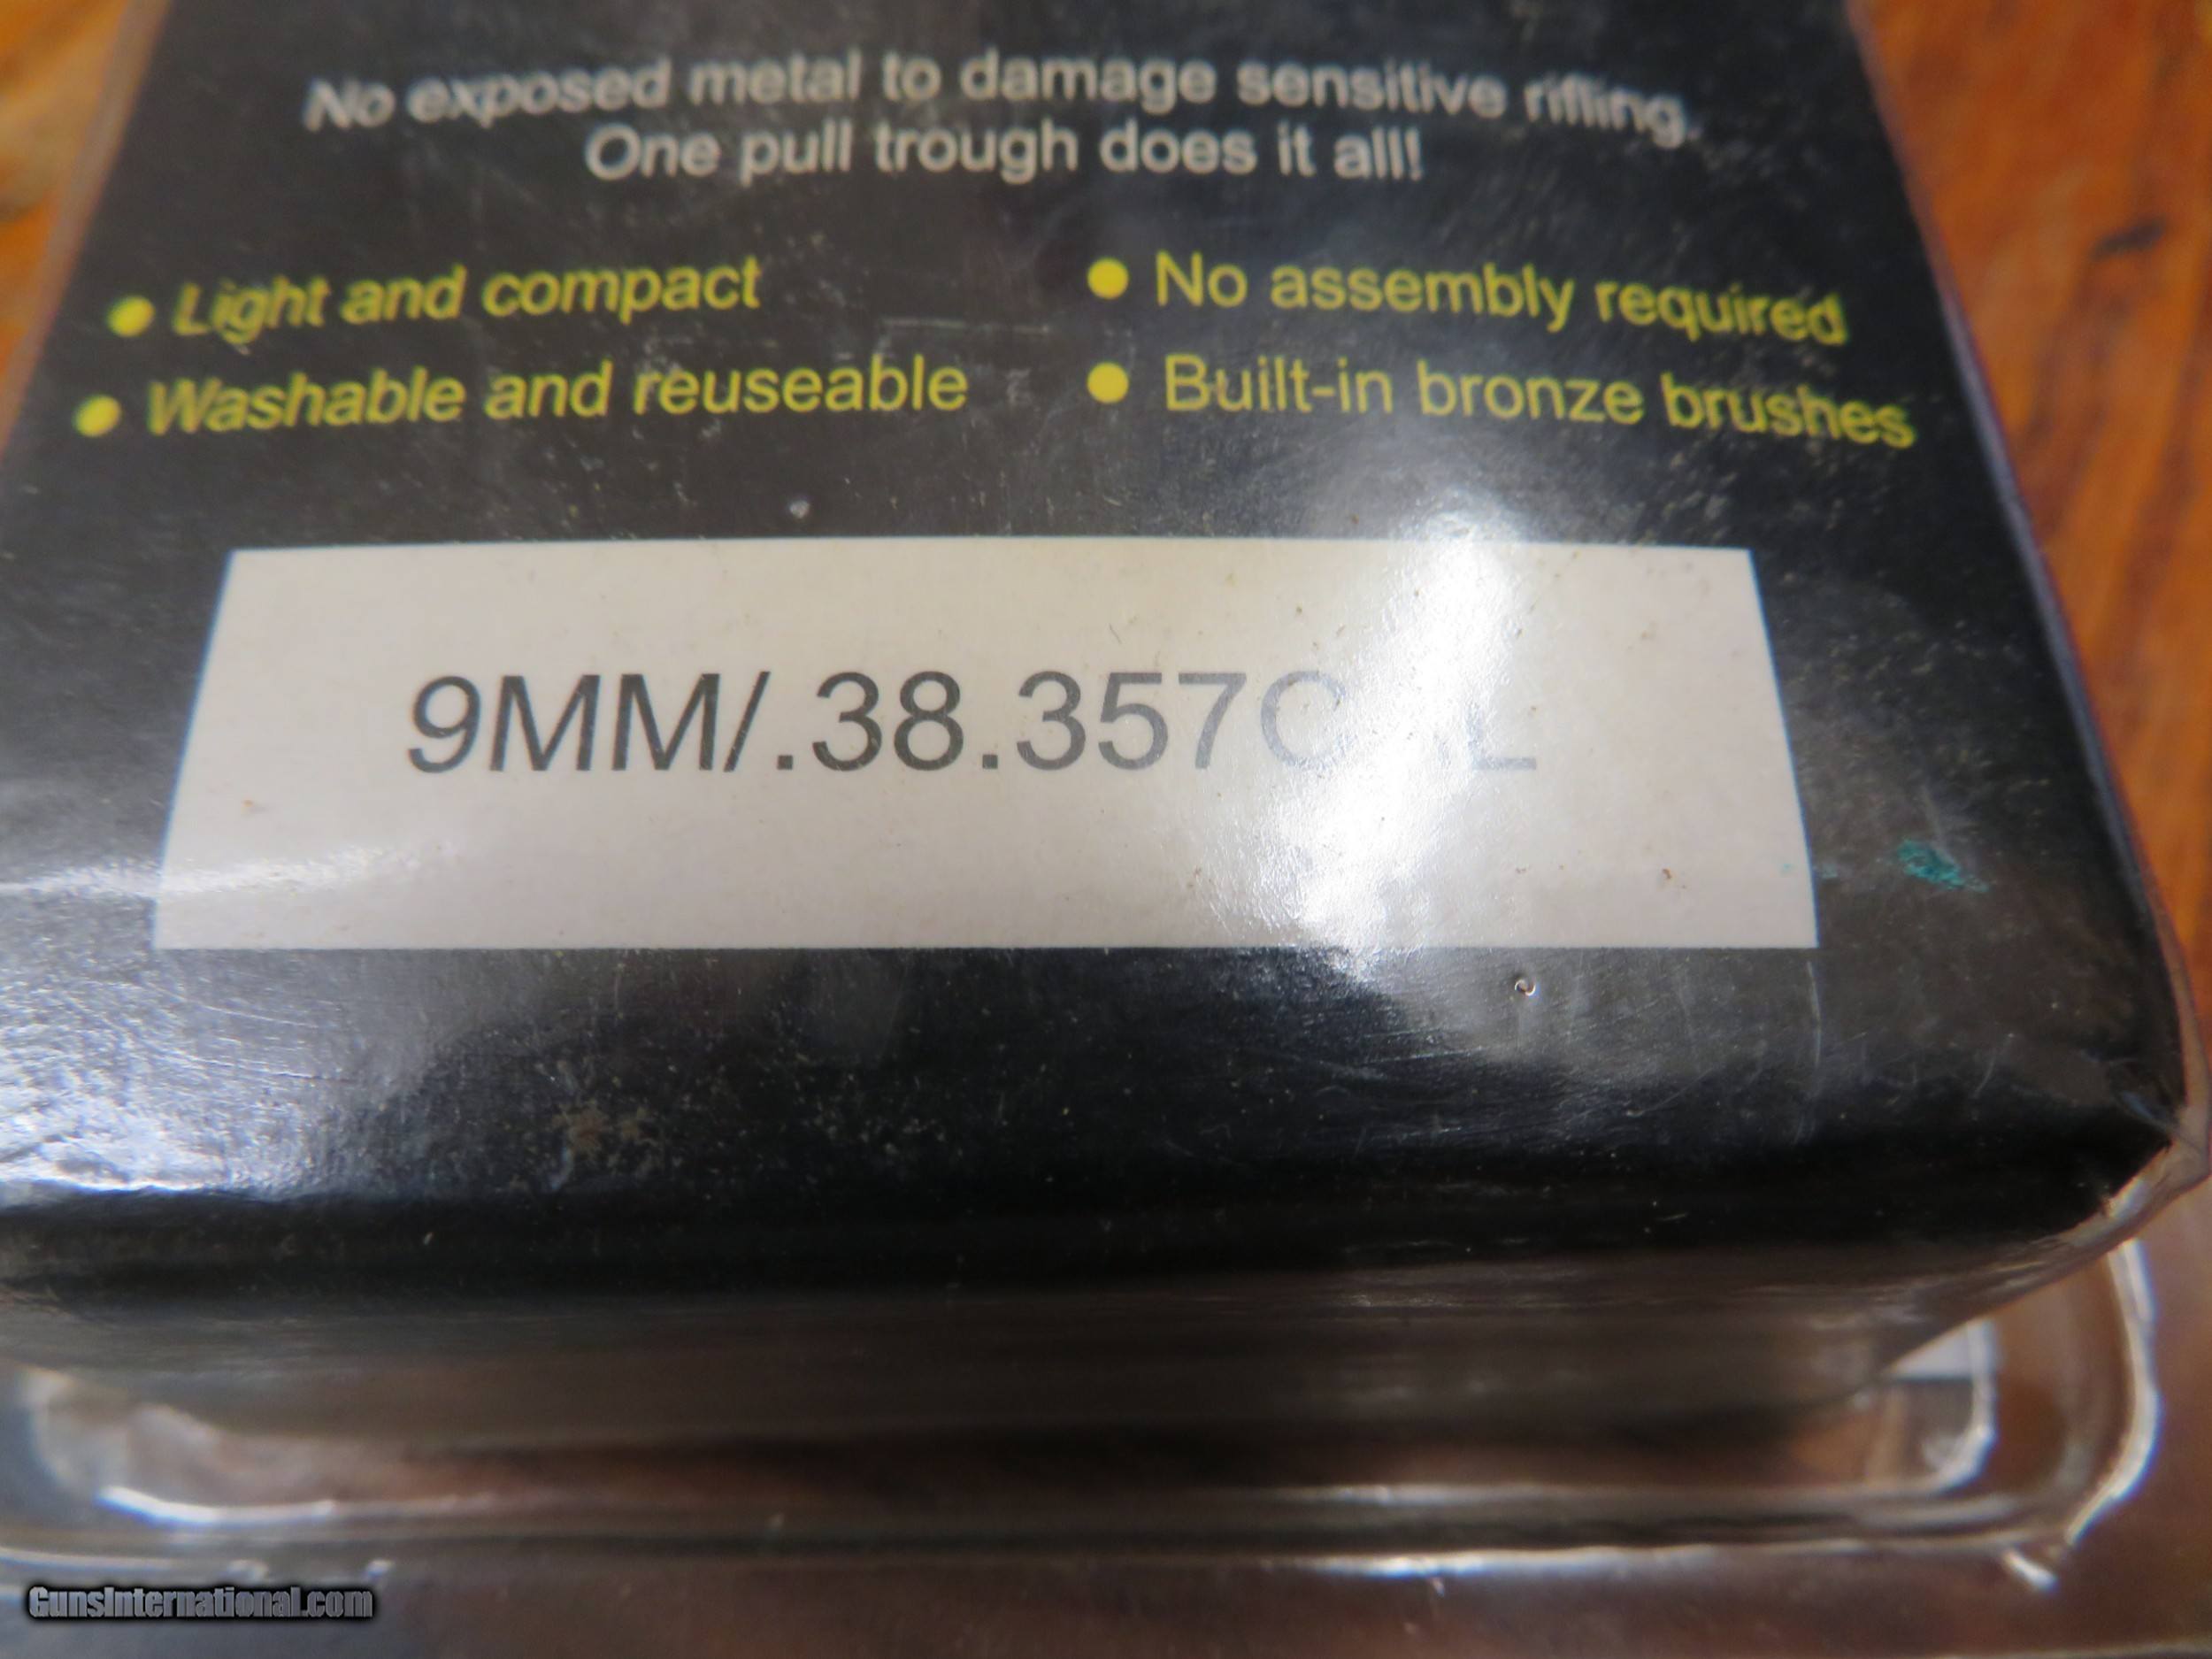 No exposed metal to damage sensitive rifling.
One pull trough does it all!
● Light and compact
● Washable and reuseable
● No assembly required
● Built-in bronze brushes
9MM/.38.357CAL
GunsInternational.com